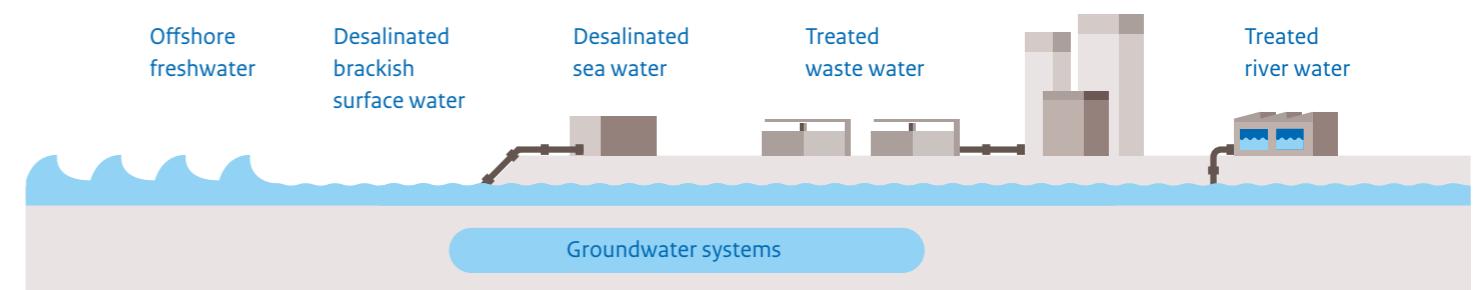 Offshore
freshwater
Desalinated
brackish
surface water
Desalinated
sea water
Treated
waste water
Treated
river water
Groundwater systems